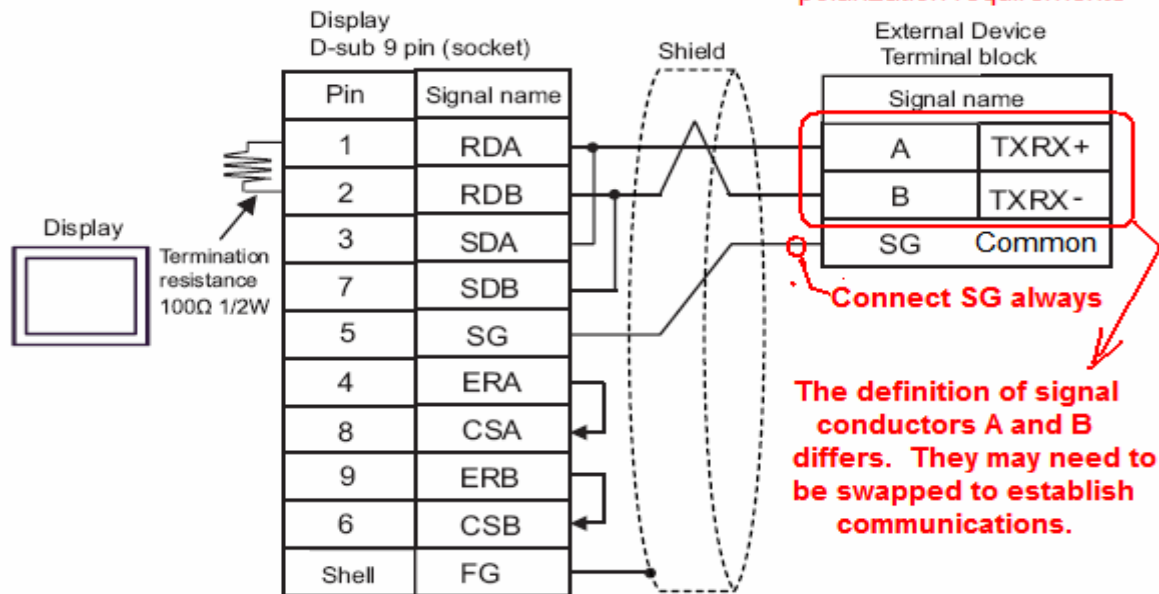 polarization requirements
Display
D-sub 9 pin (socket)
Shield
External Device
Terminal block
Pin Signal name
1 RDA
2 RDB
3 SDA
7 SDB
5 SG
4 ERA
8 CSA
9 ERB
6 CSB
Shell FG
Display
Termination
resistance
100Ω 1/2W
Signal name
A TXRX+
B TXRX-
SG Common
Connect SG always
The definition of signal
conductors A and B
differs. They may need to
be swapped to establish
communications.